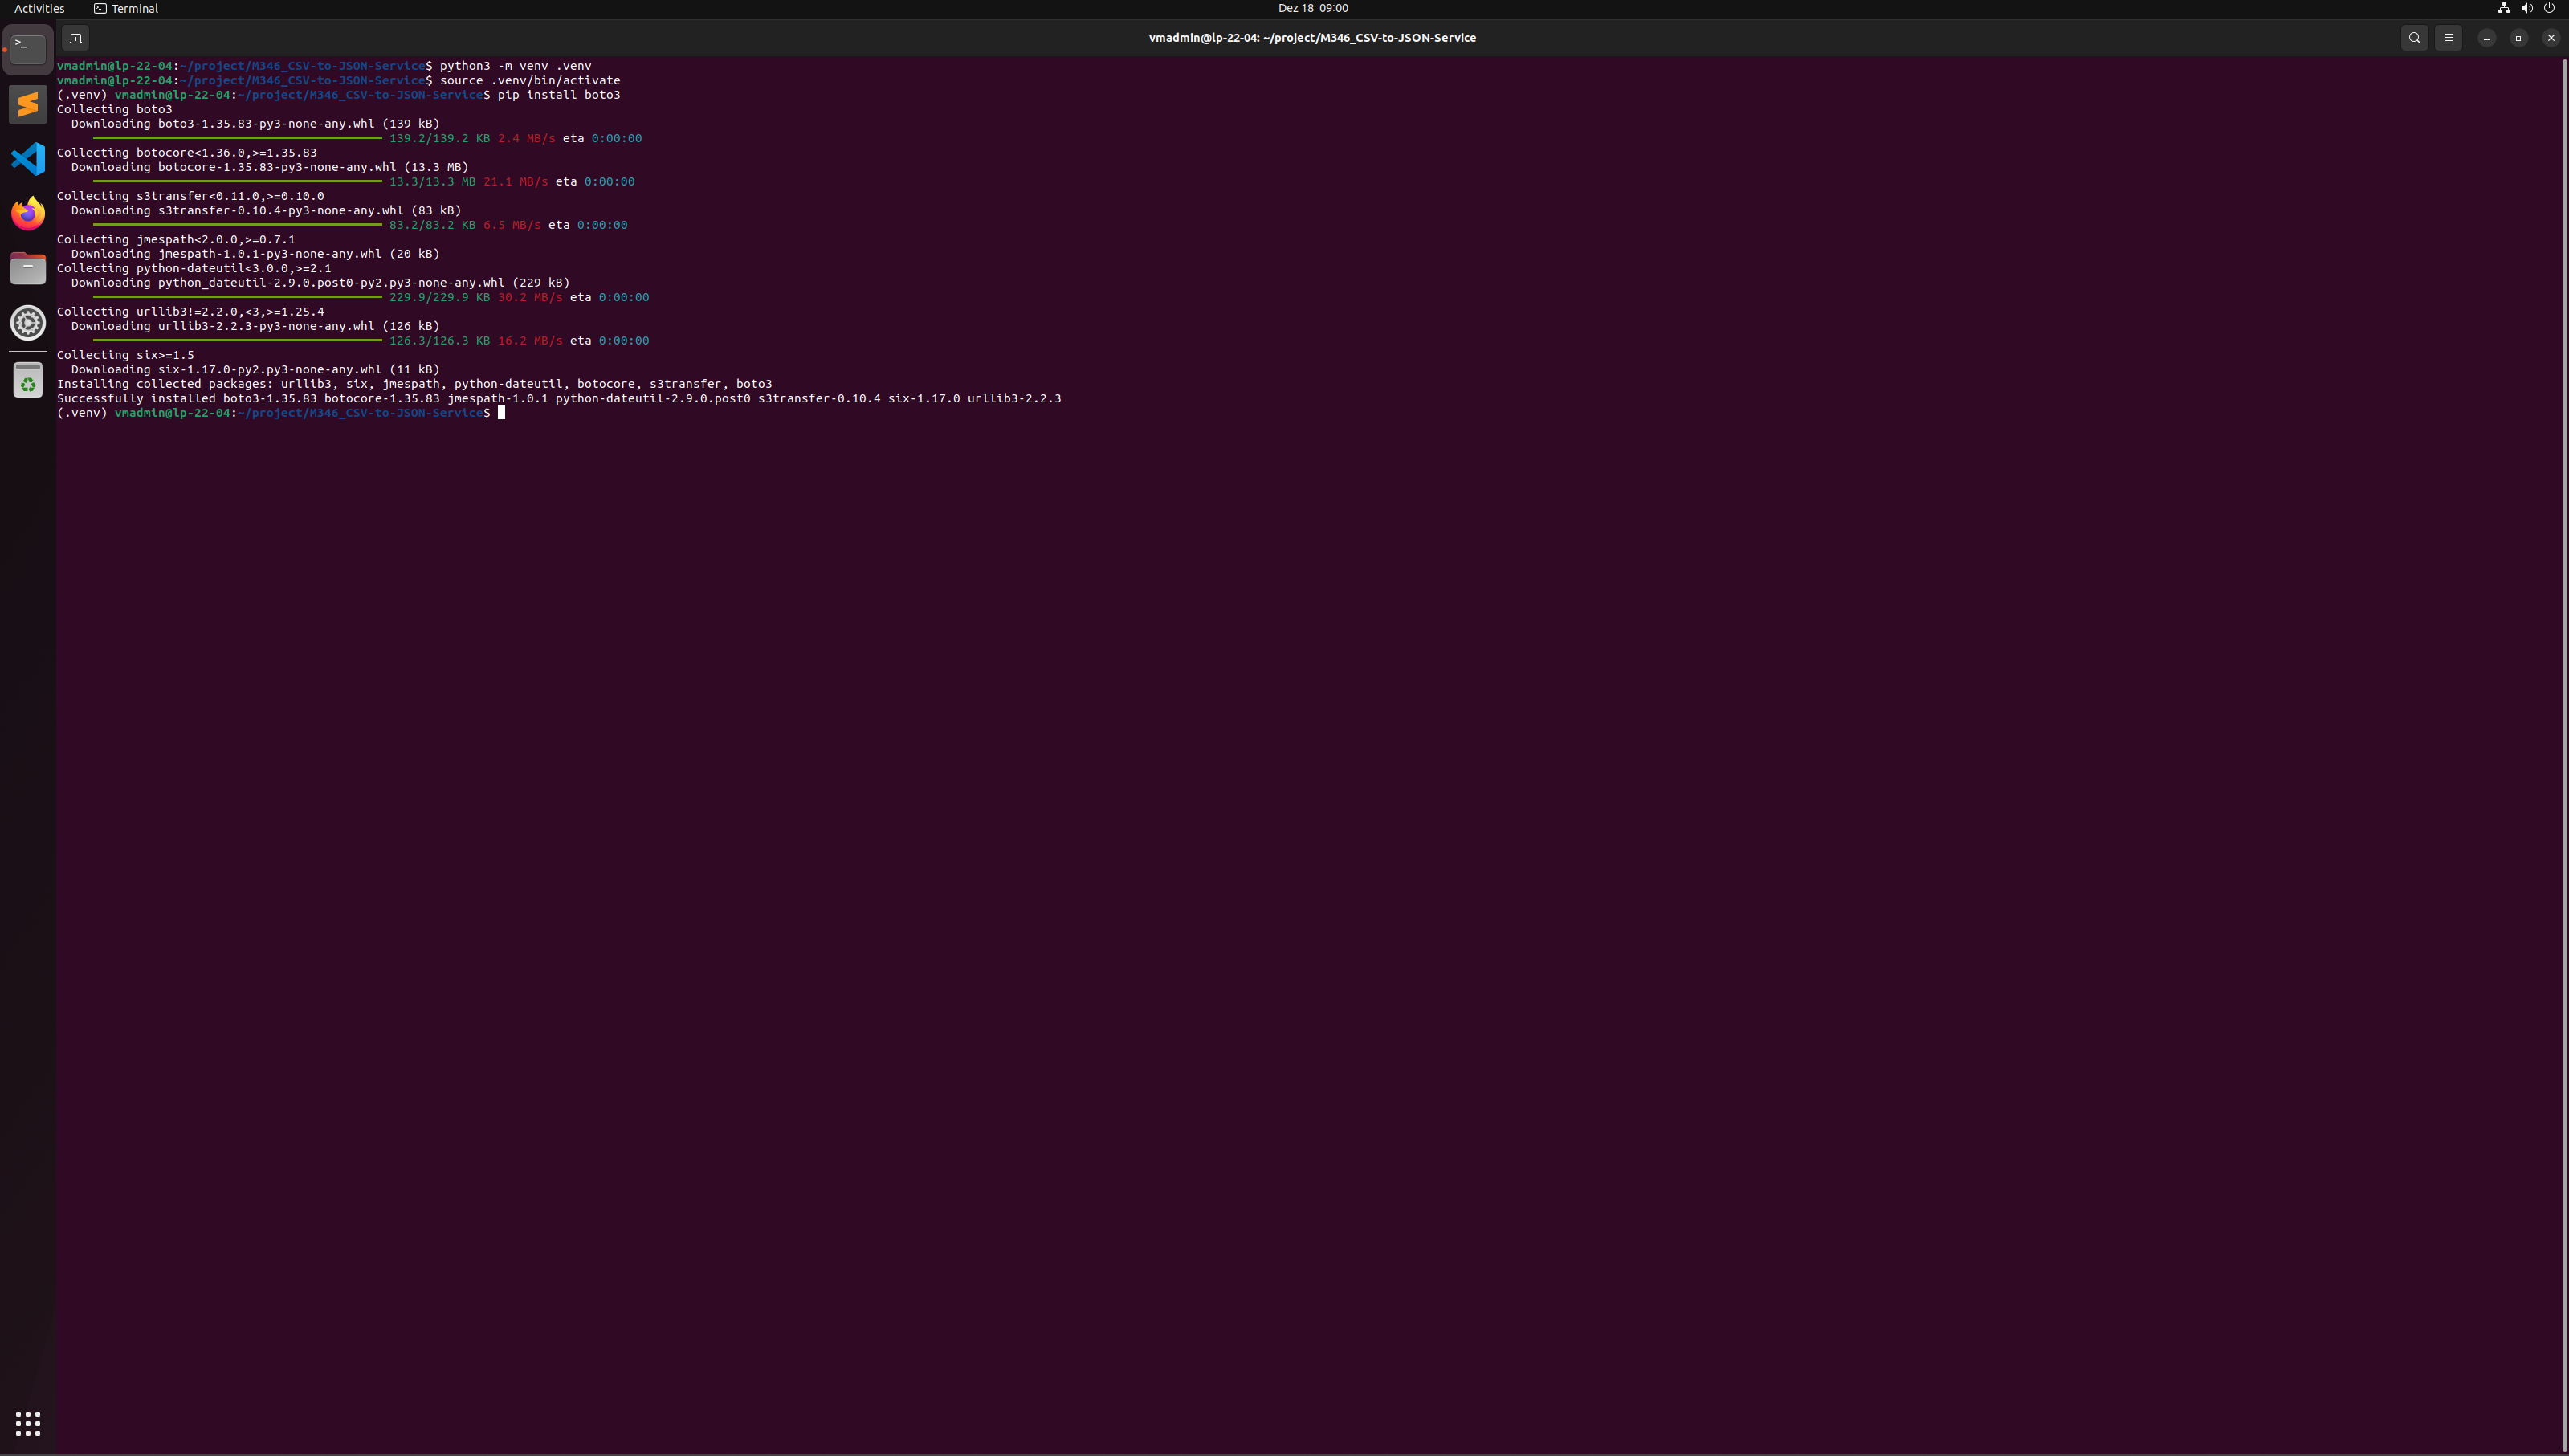 Activities Terminal Dez 18 09:00
vmadmin@lp-22-04: ~/project/M346_CSV-to-JSON-Service
>_
vmadmin@lp-22-04:~/project/M346_CSV-to-JSON-Service$ python3 -m venv .venv
vmadmin@lp-22-04:~/project/M346_CSV-to-JSON-Service$ source .venv/bin/activate
(.venv) vmadmin@lp-22-04:~/project/M346_CSV-to-JSON-Service$ pip install boto3
Collecting boto3
  Downloading boto3-1.35.83-py3-none-any.whl (139 kB)
     139.2/139.2 KB 2.4 MB/s eta 0:00:00
Collecting botocore<1.36.0,>=1.35.83
  Downloading botocore-1.35.83-py3-none-any.whl (13.3 MB)
     13.3/13.3 MB 21.1 MB/s eta 0:00:00
Collecting s3transfer<0.11.0,>=0.10.0
  Downloading s3transfer-0.10.4-py3-none-any.whl (83 kB)
     83.2/83.2 KB 6.5 MB/s eta 0:00:00
Collecting jmespath<2.0.0,>=0.7.1
  Downloading jmespath-1.0.1-py3-none-any.whl (20 kB)
Collecting python-dateutil<3.0.0,>=2.1
  Downloading python_dateutil-2.9.0.post0-py2.py3-none-any.whl (229 kB)
     229.9/229.9 KB 30.2 MB/s eta 0:00:00
Collecting urllib3!=2.2.0,<3,>=1.25.4
  Downloading urllib3-2.2.3-py3-none-any.whl (126 kB)
     126.3/126.3 KB 16.2 MB/s eta 0:00:00
Collecting six>=1.5
  Downloading six-1.17.0-py2.py3-none-any.whl (11 kB)
Installing collected packages: urllib3, six, jmespath, python-dateutil, botocore, s3transfer, boto3
Successfully installed boto3-1.35.83 botocore-1.35.83 jmespath-1.0.1 python-dateutil-2.9.0.post0 s3transfer-0.10.4 six-1.17.0 urllib3-2.2.3
(.venv) vmadmin@lp-22-04:~/project/M346_CSV-to-JSON-Service$